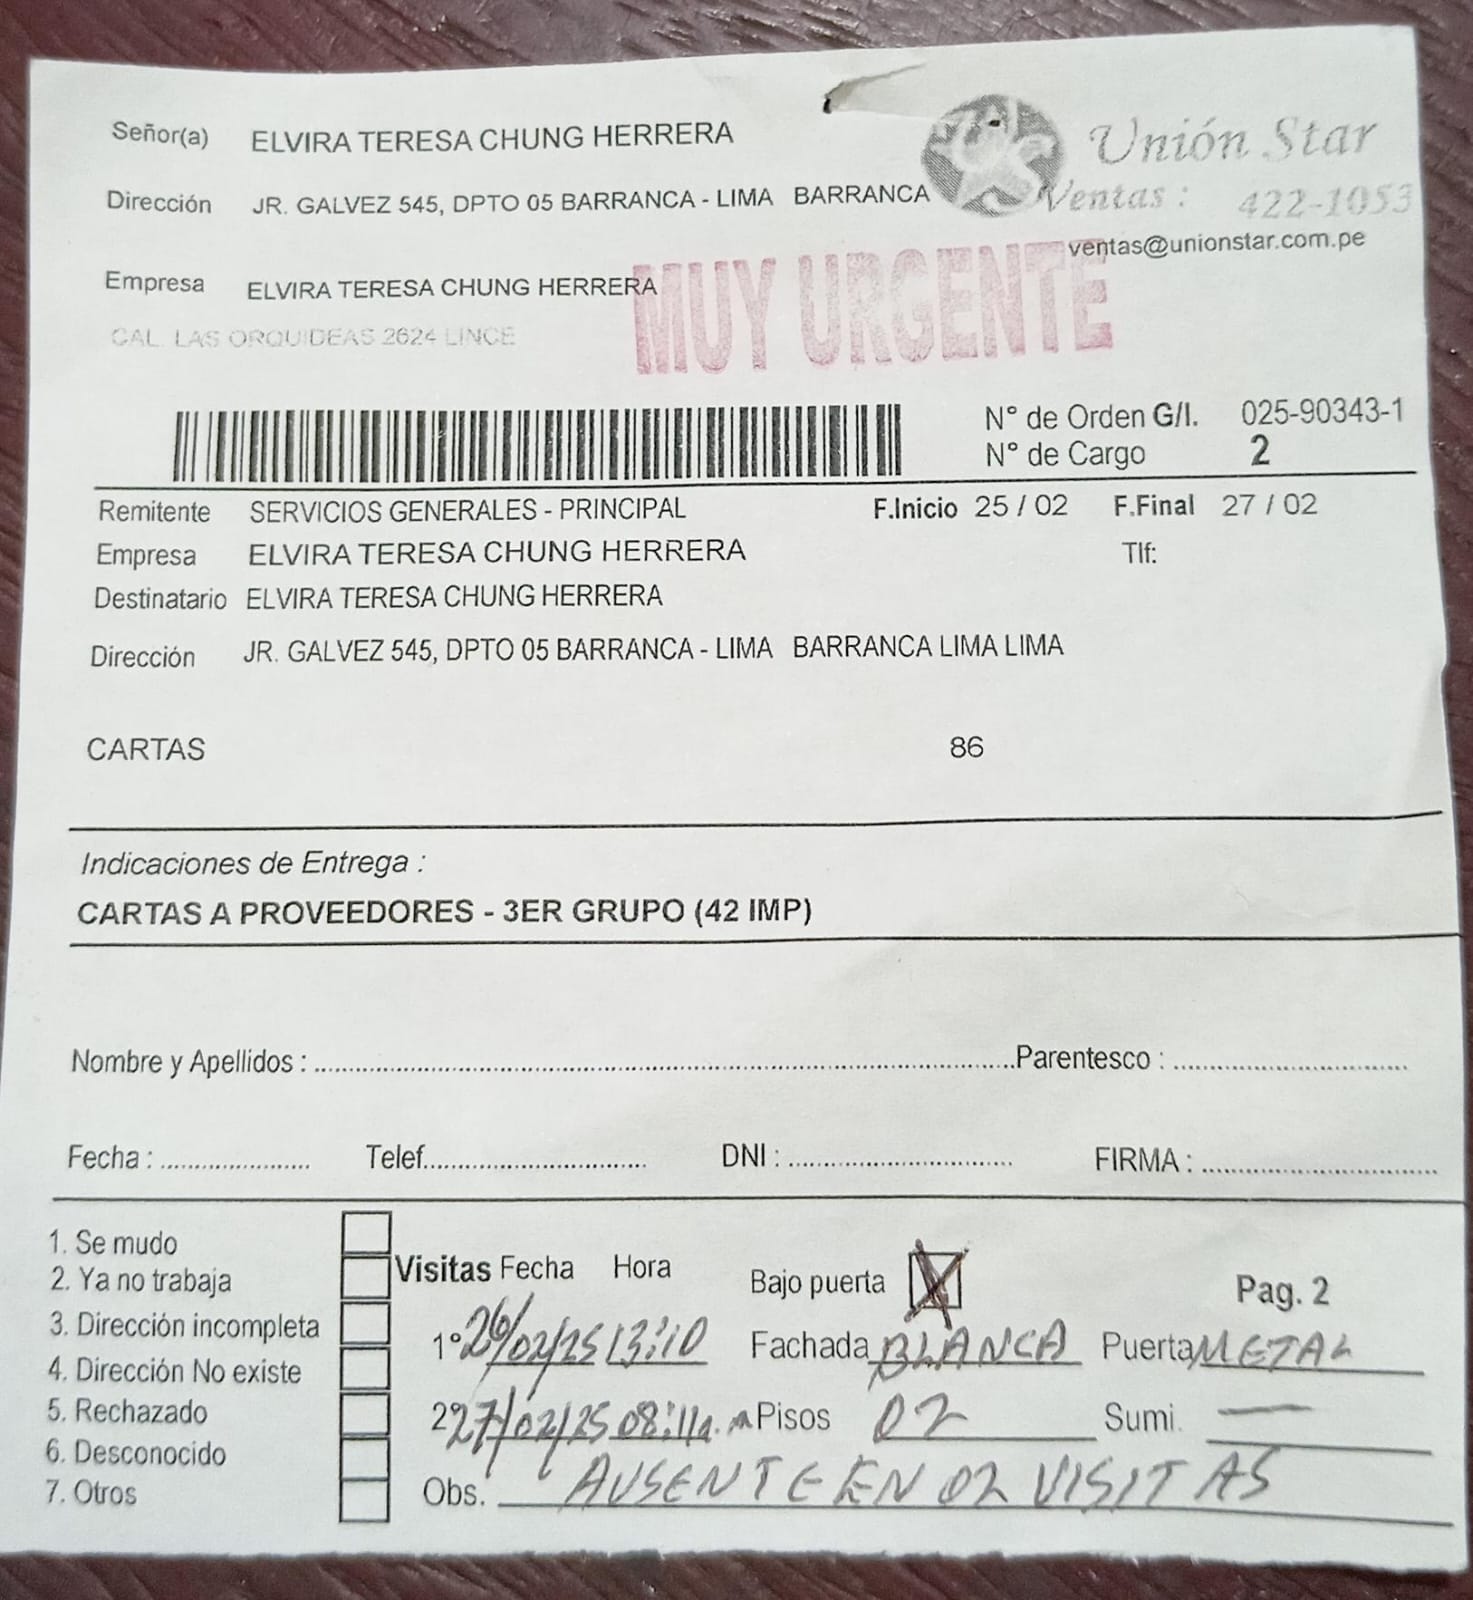 Señor(a) ELVIRA TERESA CHUNG HERRERA
Unión Star
Dirección JR. GALVEZ 545, DPTO 05 BARRANCA - LIMA BARRANCA
Ventas : 422-1053
ventas@unionstar.com.pe
Empresa ELVIRA TERESA CHUNG HERRERA
MUY URGENTE
CAL. LAS ORQUIDEAS 2624 LINCE
N° de Orden G/I. 025-90343-1
N° de Cargo 2
Remitente SERVICIOS GENERALES - PRINCIPAL F.Inicio 25 / 02 F.Final 27 / 02
Empresa ELVIRA TERESA CHUNG HERRERA Tlf:
Destinatario ELVIRA TERESA CHUNG HERRERA
Dirección JR. GALVEZ 545, DPTO 05 BARRANCA - LIMA BARRANCA LIMA LIMA
CARTAS 86
Indicaciones de Entrega :
CARTAS A PROVEEDORES - 3ER GRUPO (42 IMP)
Nombre y Apellidos : Parentesco :
Fecha : Telef. DNI : FIRMA :
1. Se mudo
2. Ya no trabaja
3. Dirección incompleta
4. Dirección No existe
5. Rechazado
6. Desconocido
7. Otros
Visitas Fecha Hora Bajo puerta X Pag. 2
1° 26/02/25 13:10 Fachada BLANCA Puerta METAL
2° 27/02/25 08:11a.m Pisos 02 Sumi. —
Obs. AUSENTE EN 02 VISITAS